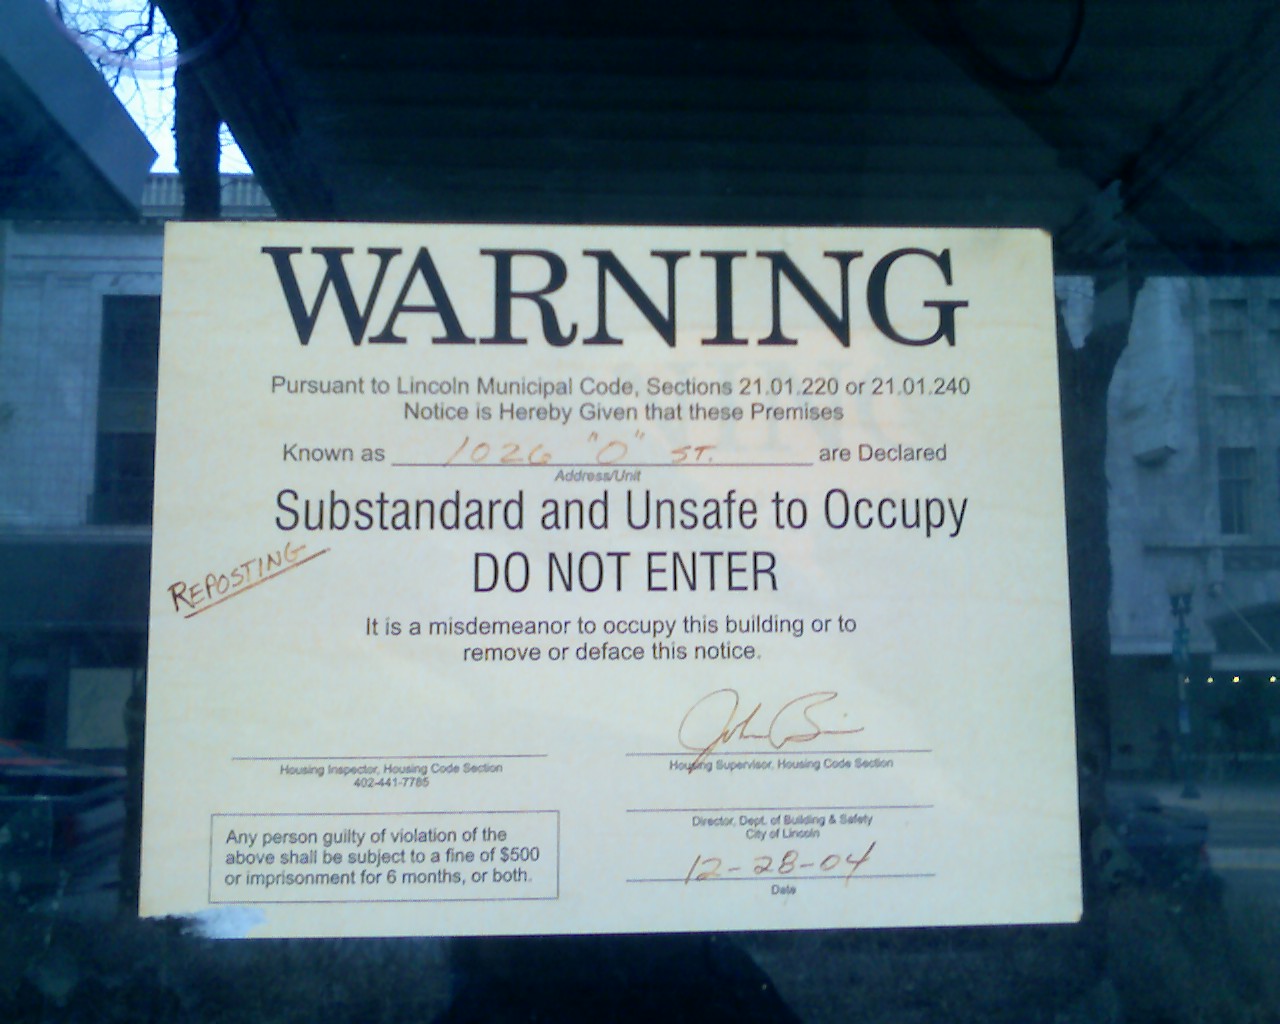 WARNING
Pursuant to Lincoln Municipal Code, Sections 21.01.220 or 21.01.240
Notice is Hereby Given that these Premises
Known as 1026 "O" ST. are Declared
Address/Unit
Substandard and Unsafe to Occupy
DO NOT ENTER
REPOSTING
It is a misdemeanor to occupy this building or to
remove or deface this notice.
Housing Inspector, Housing Code Section
402-441-7785
Housing Supervisor, Housing Code Section
Any person guilty of violation of the
above shall be subject to a fine of $500
or imprisonment for 6 months, or both.
Director, Dept. of Building & Safety
City of Lincoln
12-28-04
Date